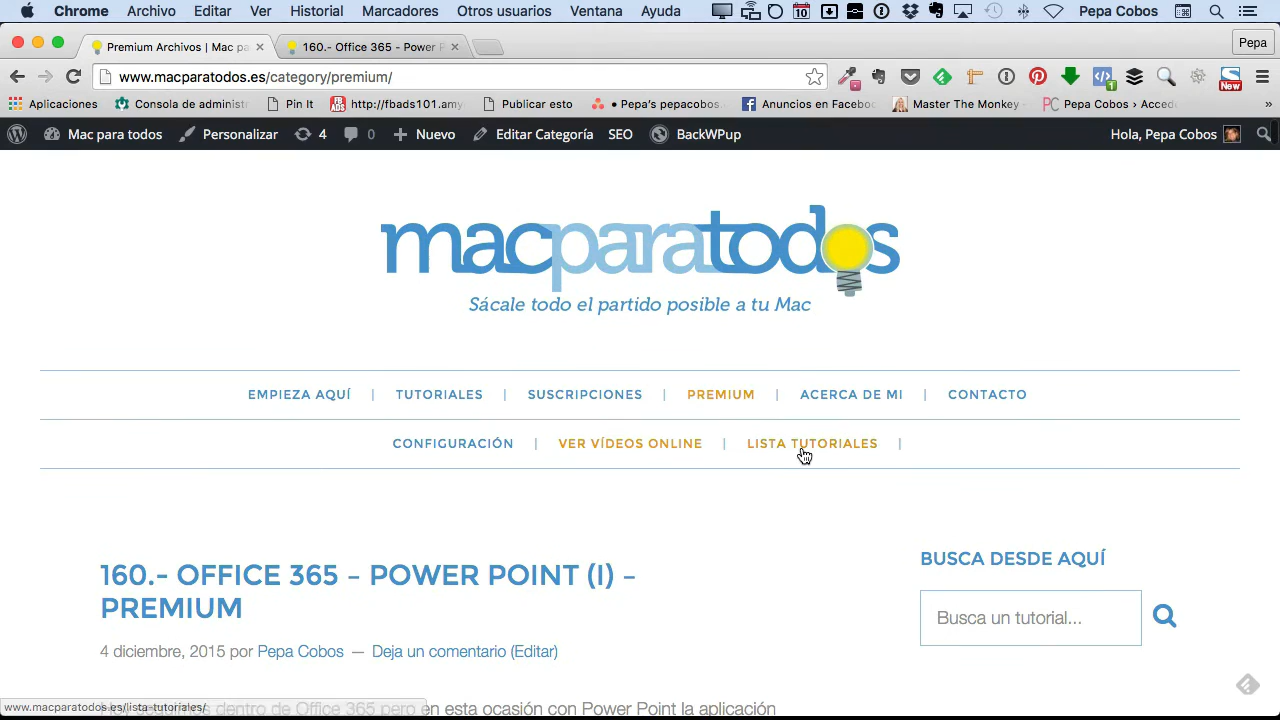 Chrome Archivo Editar Ver Historial Marcadores Otros usuarios Ventana Ayuda 10 Pepa Cobos
Premium Archivos | Mac pa
160.- Office 365 - Power P
Pepa
www.macparatodos.es/category/premium/
1
New
Aplicaciones
Consola de administ
Pin It
http://fbads101.amy
Publicar esto
• Pepa's pepacobos.
Anuncios en Facebo
Master The Monkey
Pepa Cobos › Acced
»
Mac para todos
Personalizar
4
0
Nuevo
Editar Categoría
SEO
BackWPup
Hola, Pepa Cobos
macparatodos
Sácale todo el partido posible a tu Mac
EMPIEZA AQUÍ | TUTORIALES | SUSCRIPCIONES | PREMIUM | ACERCA DE MI | CONTACTO
CONFIGURACIÓN | VER VÍDEOS ONLINE | LISTA TUTORIALES |
160.- OFFICE 365 – POWER POINT (I) –
PREMIUM
4 diciembre, 2015 por Pepa Cobos — Deja un comentario (Editar)
BUSCA DESDE AQUÍ
Busca un tutorial...
dentro de Office 365 pero en esta ocasión con Power Point la aplicación
www.macparatodos.es/lista-tutoriales/